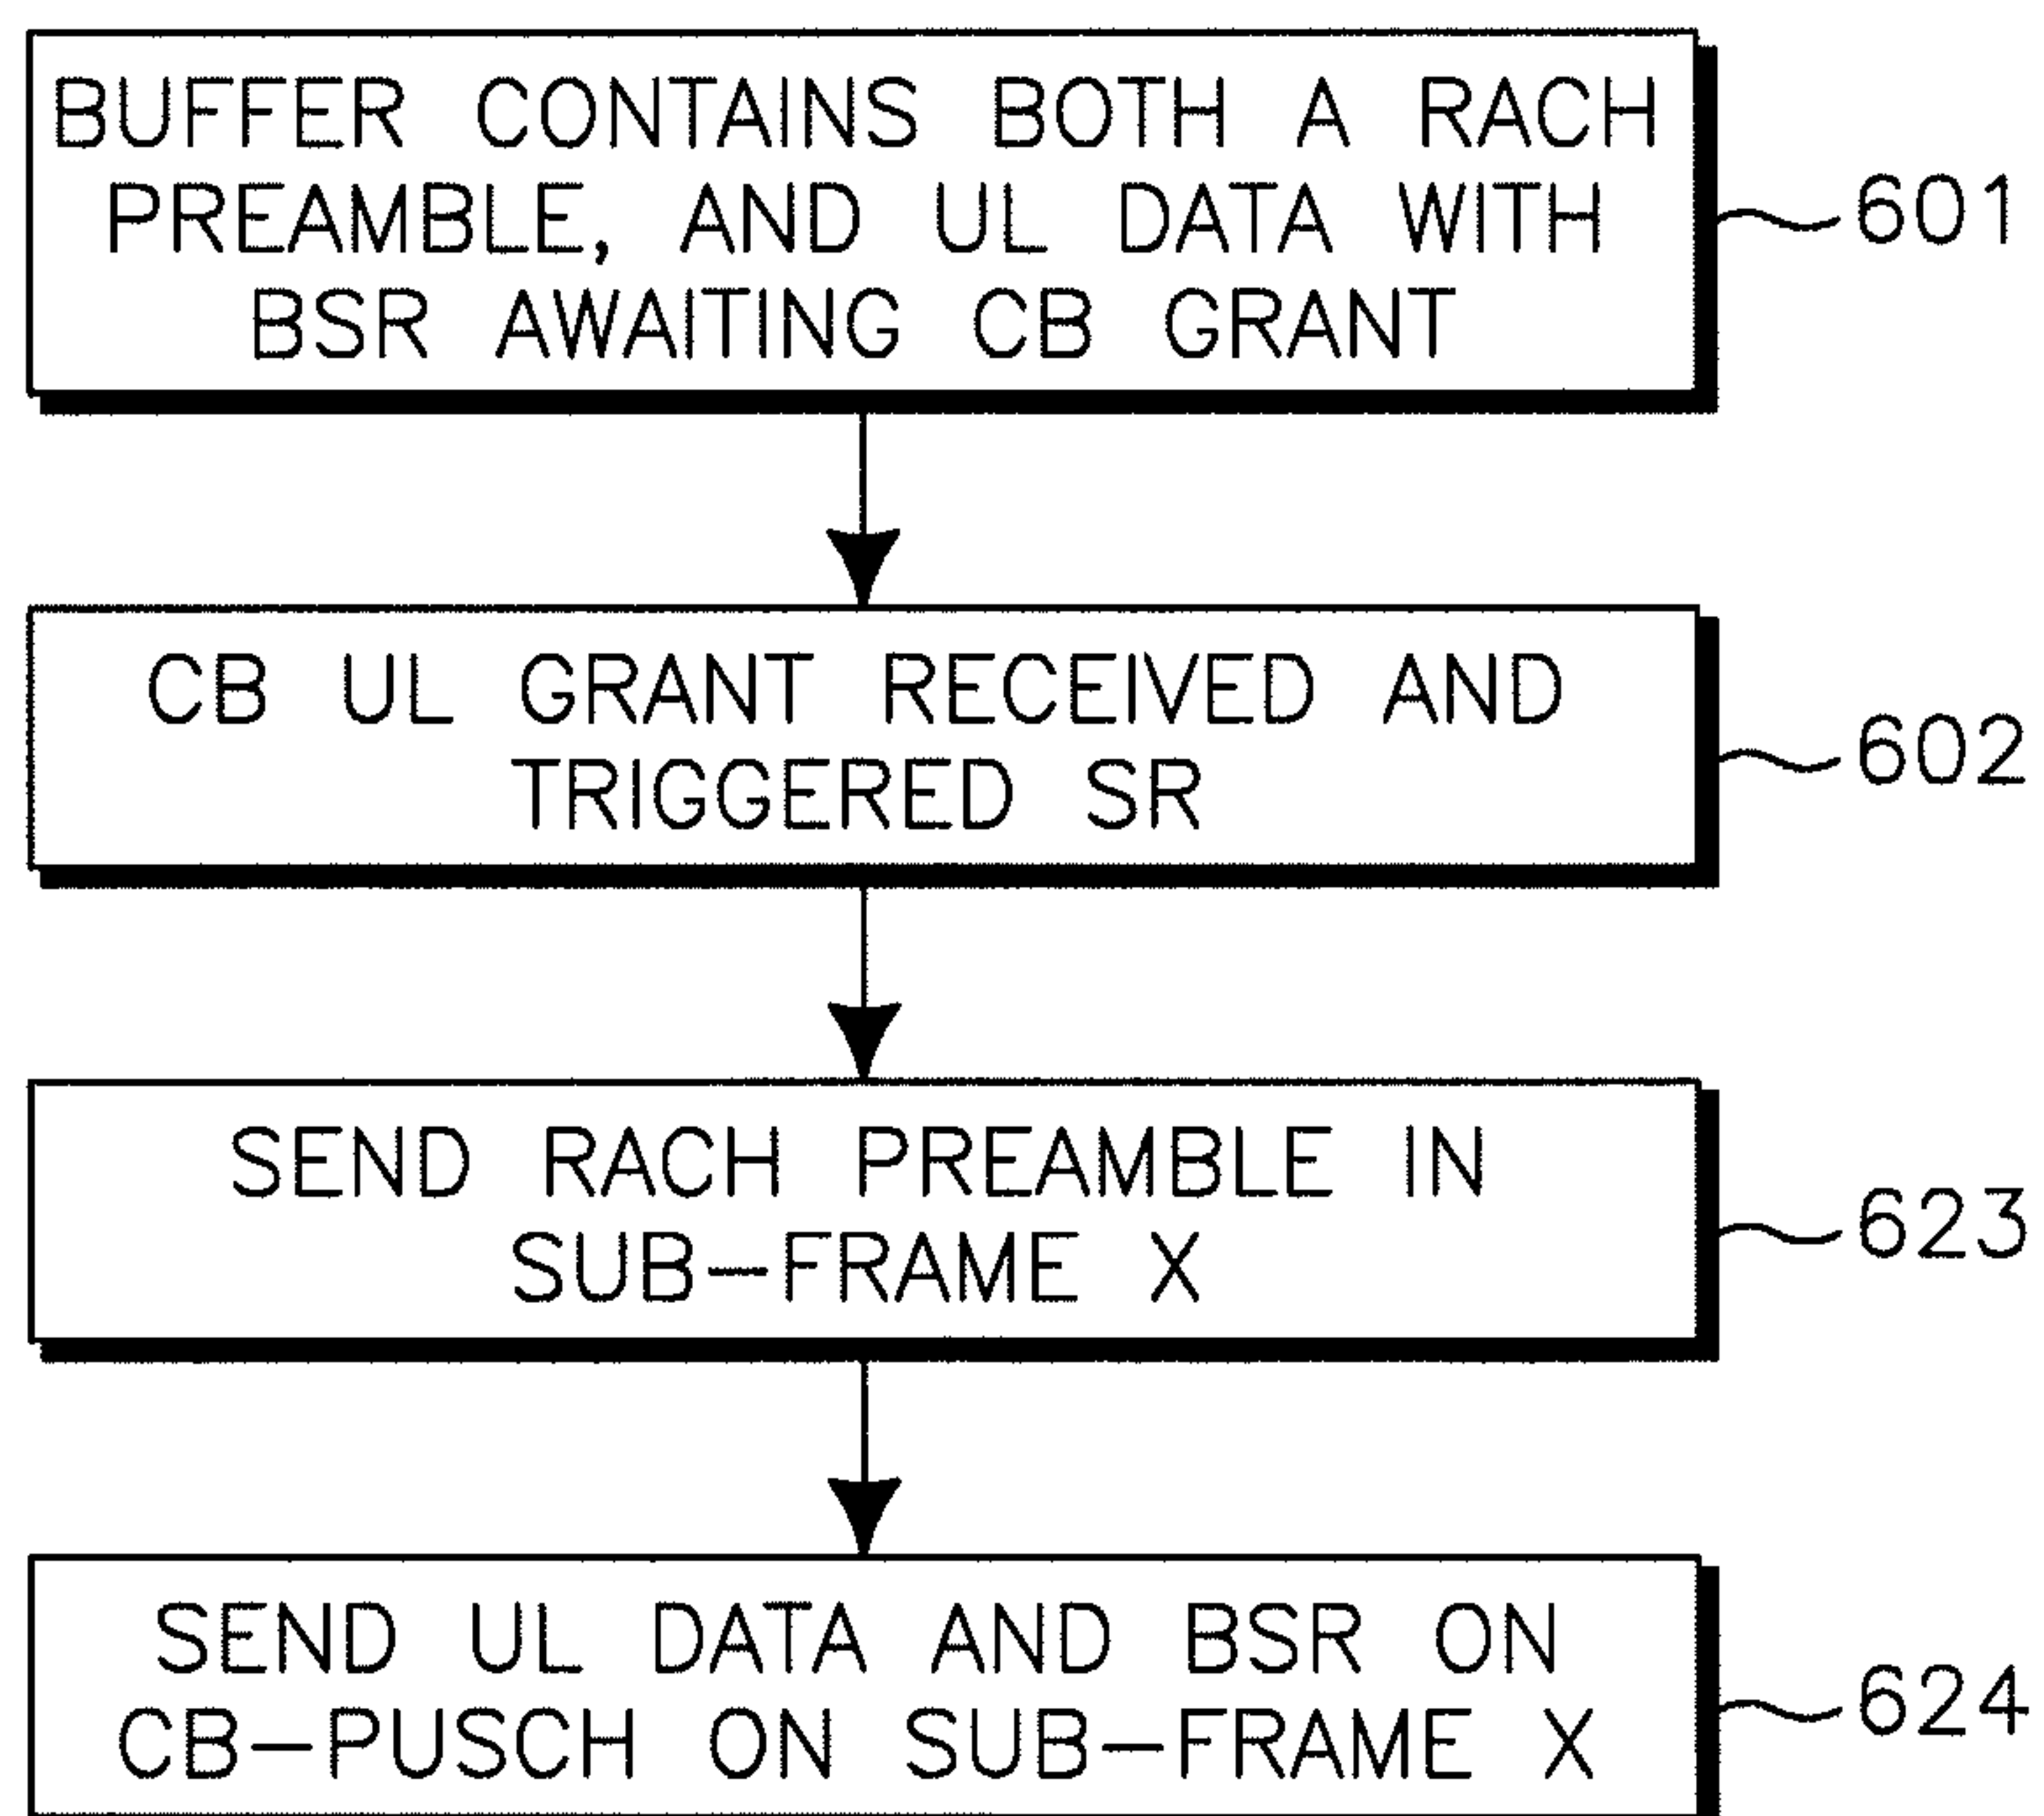 BUFFER CONTAINS BOTH A RACH
PREAMBLE, AND UL DATA WITH
BSR AWAITING CB GRANT
601
CB UL GRANT RECEIVED AND
TRIGGERED SR
602
SEND RACH PREAMBLE IN
SUB-FRAME X
623
SEND UL DATA AND BSR ON
CB-PUSCH ON SUB-FRAME X
624